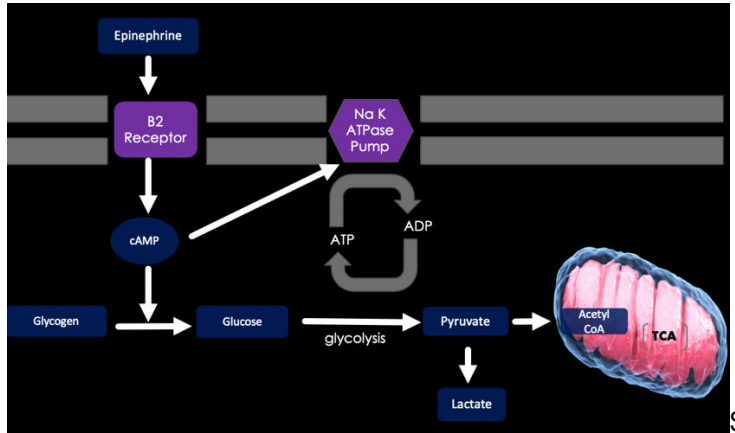 Epinephrine
B2
Receptor
Na K
ATPase
Pump
cAMP
ATP
ADP
Glycogen
Glucose
glycolysis
Pyruvate
Acetyl
CoA
TCA
Lactate
S